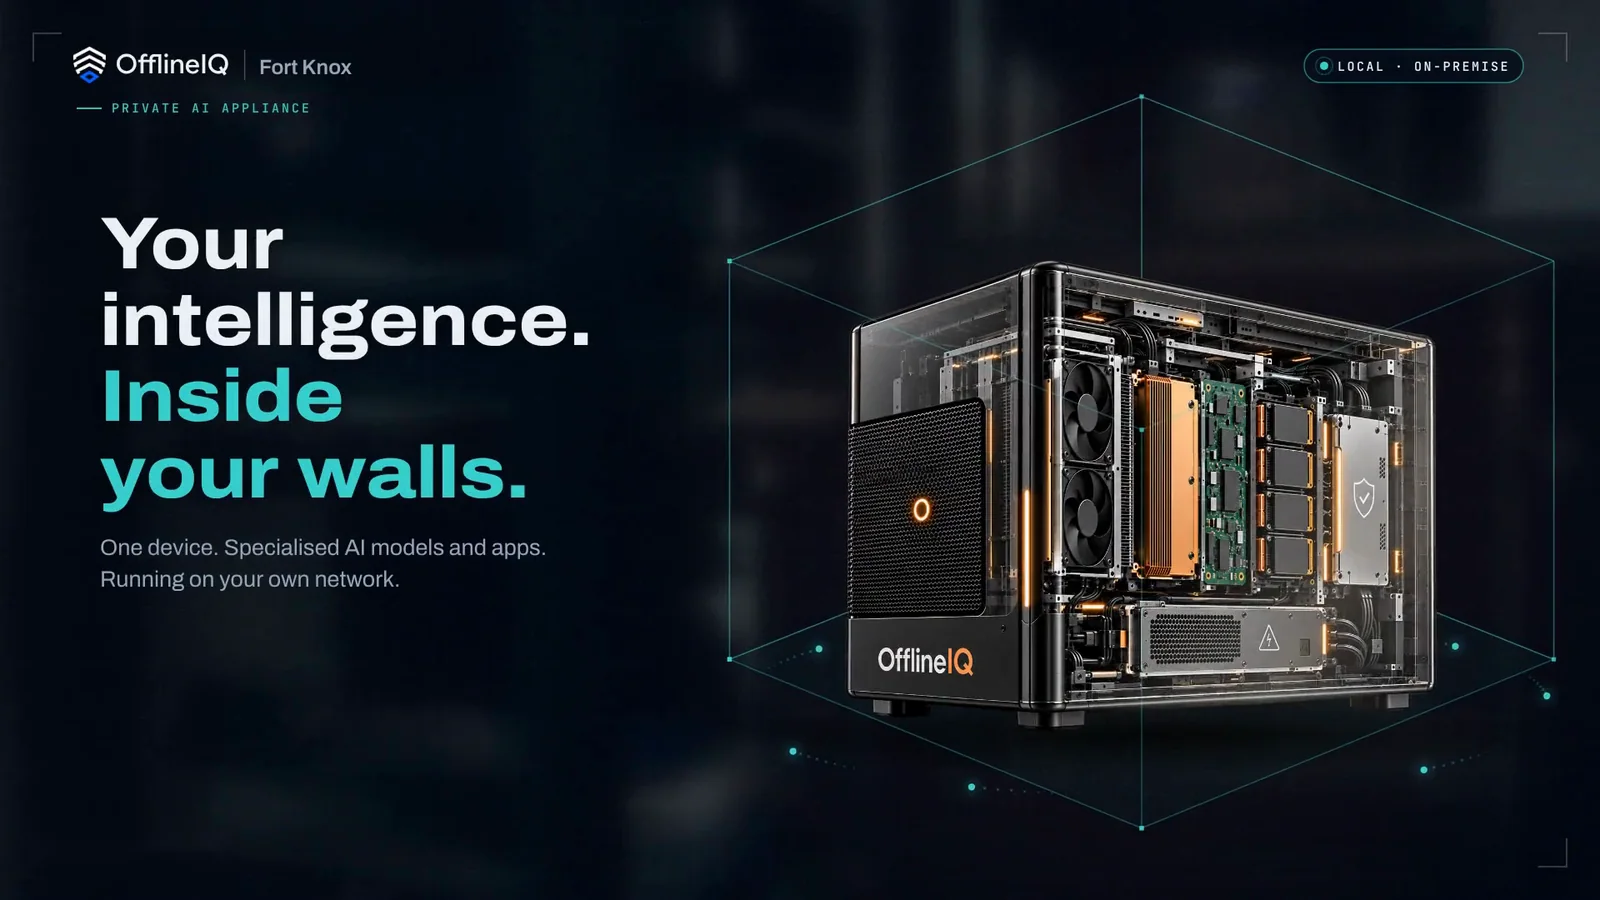 OfflineIQ | Fort Knox
PRIVATE AI APPLIANCE
LOCAL · ON-PREMISE
Your
intelligence.
Inside
your walls.
One device. Specialised AI models and apps.
Running on your own network.
OfflineIQ